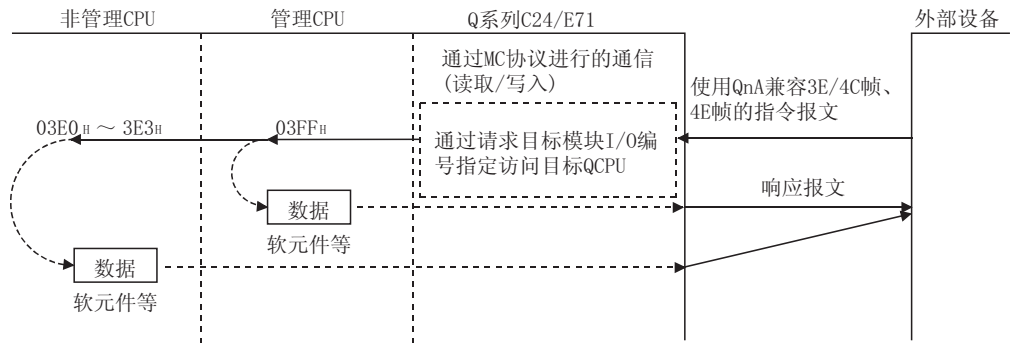 非管理CPU
管理CPU
Q系列C24/E71
外部设备
通过MC协议进行的通信
(读取/写入)
使用QnA兼容3E/4C帧、
4E帧的指令报文
03E0H～3E3H
03FFH
通过请求目标模块I/O编
号指定访问目标QCPU
响应报文
数据
软元件等
数据
软元件等